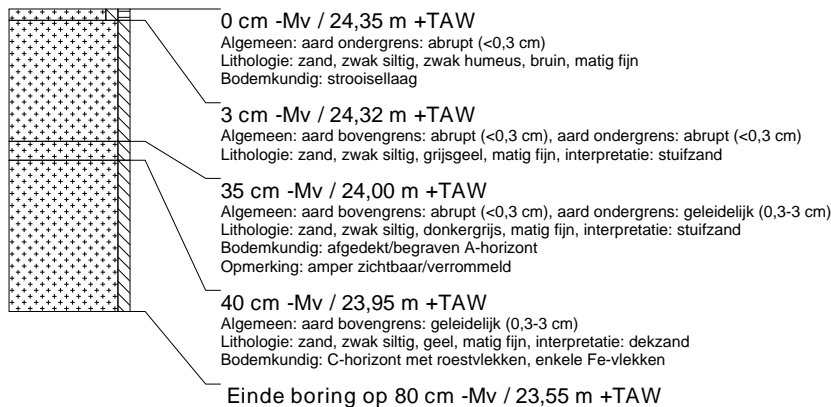 0 cm -Mv / 24,35 m +TAW
Algemeen: aard ondergrens: abrupt (<0,3 cm)
Lithologie: zand, zwak siltig, zwak humeus, bruin, matig fijn
Bodemkundig: strooisellaag
3 cm -Mv / 24,32 m +TAW
Algemeen: aard bovengrens: abrupt (<0,3 cm), aard ondergrens: abrupt (<0,3 cm)
Lithologie: zand, zwak siltig, grijsgeel, matig fijn, interpretatie: stuifzand
35 cm -Mv / 24,00 m +TAW
Algemeen: aard bovengrens: abrupt (<0,3 cm), aard ondergrens: geleidelijk (0,3-3 cm)
Lithologie: zand, zwak siltig, donkergrijs, matig fijn, interpretatie: stuifzand
Bodemkundig: afgedekt/begraven A-horizont
Opmerking: amper zichtbaar/verrommeld
40 cm -Mv / 23,95 m +TAW
Algemeen: aard bovengrens: geleidelijk (0,3-3 cm)
Lithologie: zand, zwak siltig, geel, matig fijn, interpretatie: dekzand
Bodemkundig: C-horizont met roestvlekken, enkele Fe-vlekken
Einde boring op 80 cm -Mv / 23,55 m +TAW